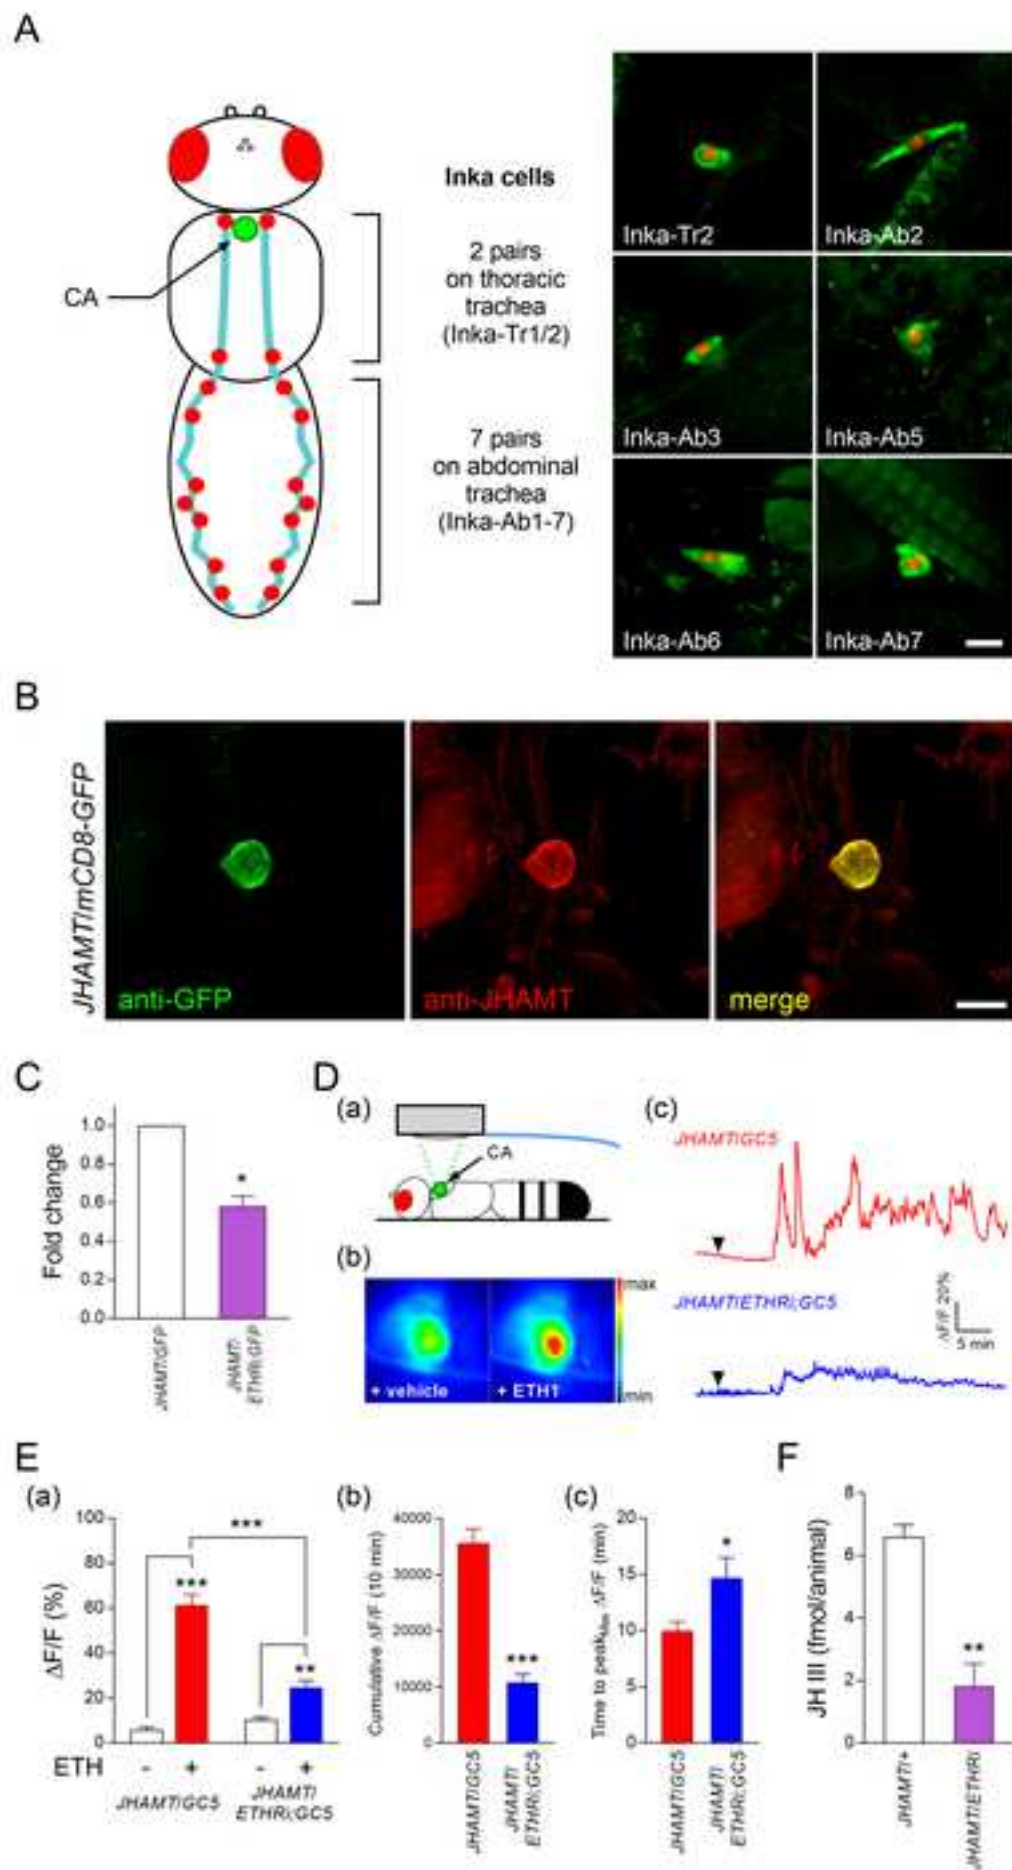 A
Inka cells
2 pairs
on thoracic
trachea
(Inka-Tr1/2)
CA
7 pairs
on abdominal
trachea
(Inka-Ab1-7)
Inka-Tr2
Inka-Ab2
Inka-Ab3
Inka-Ab5
Inka-Ab6
Inka-Ab7
B
JHAMT/mCD8-GFP
anti-GFP
anti-JHAMT
merge
C
Fold change
1.0
0.8
0.6
0.4
0.2
0.0
*
JHAMT/GFP
JHAMT/
ETHRi;GFP
D
(a)
CA
(b)
+ vehicle
+ ETH1
max
min
(c)
JHAMT/GC5
JHAMT/ETHRi;GC5
ΔF/F 20%
5 min
E
(a)
ΔF/F (%)
100
80
60
40
20
0
***
***
**
ETH
-
+
-
+
JHAMT/GC5
JHAMT/
ETHRi;GC5
(b)
Cumulative ΔF/F (10 min)
40000
30000
20000
10000
0
***
JHAMT/GC5
JHAMT/
ETHRi;GC5
(c)
Time to peak ΔF/F (min)
20
15
10
5
0
*
JHAMT/GC5
JHAMT/
ETHRi;GC5
F
JH III (fmol/animal)
8
6
4
2
0
**
JHAMT/+
JHAMT/ETHRi